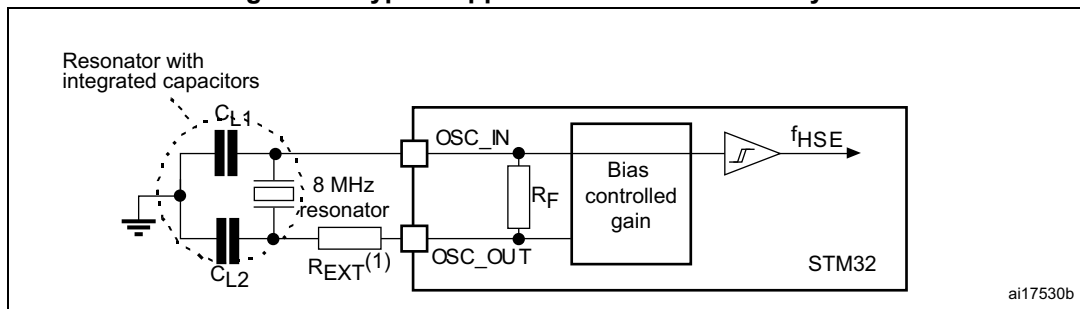 Resonator with
integrated capacitors
CL1
OSC_IN
fHSE
8 MHz
resonator
RF
Bias
controlled
gain
CL2
REXT(1)
OSC_OUT
STM32
ai17530b